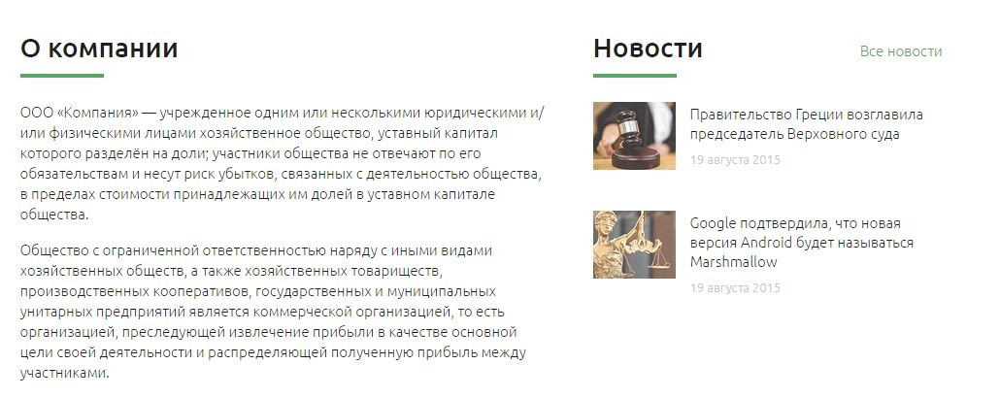 О компании
ООО «Компания» — учрежденное одним или несколькими юридическими и/
или физическими лицами хозяйственное общество, уставный капитал
которого разделён на доли; участники общества не отвечают по его
обязательствам и несут риск убытков, связанных с деятельностью общества,
в пределах стоимости принадлежащих им долей в уставном капитале
общества.
Общество с ограниченной ответственностью наряду с иными видами
хозяйственных обществ, а также хозяйственных товариществ,
производственных кооперативов, государственных и муниципальных
унитарных предприятий является коммерческой организацией, то есть
организацией, преследующей извлечение прибыли в качестве основной
цели своей деятельности и распределяющей полученную прибыль между
участниками.
Новости
Все новости
Правительство Греции возглавила
председатель Верховного суда
19 августа 2015
Google подтвердила, что новая
версия Android будет называться
Marshmallow
19 августа 2015